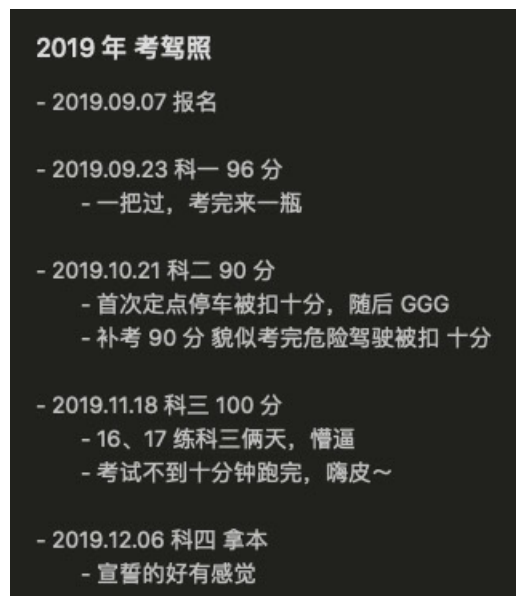 2019 年 考驾照
- 2019.09.07 报名
- 2019.09.23 科一 96 分
- 一把过，考完来一瓶
- 2019.10.21 科二 90 分
- 首次定点停车被扣十分，随后 GGG
- 补考 90 分 貌似考完危险驾驶被扣 十分
- 2019.11.18 科三 100 分
- 16、17 练科三俩天，懵逼
- 考试不到十分钟跑完，嗨皮～
- 2019.12.06 科四 拿本
- 宣誓的好有感觉